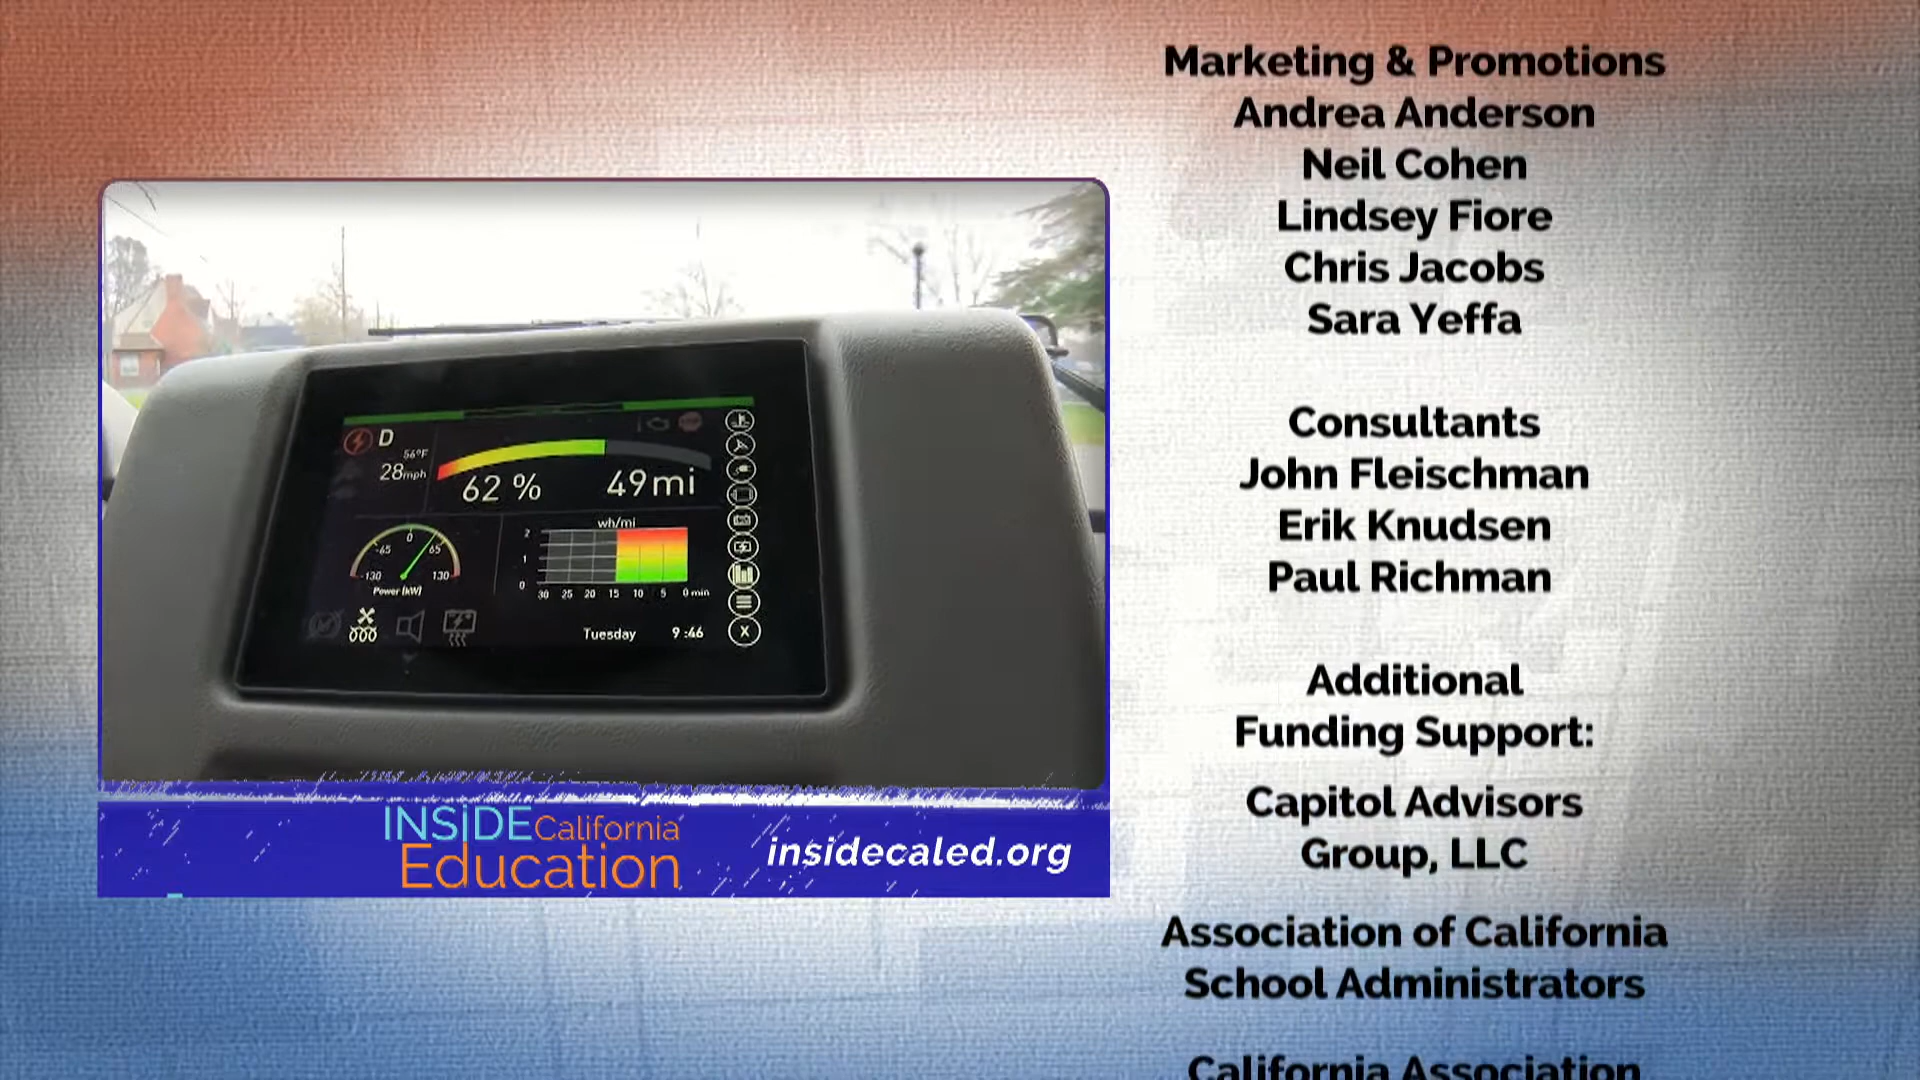 D
56°F
28mph
62 %
49mi
wh/mi
2
1
0
30 25 20 15 10 5 0 min
0
-65
65
-130
130
Power [kW]
Tuesday 9:46
X
INSiDE California
Education
insidecaled.org
Marketing & Promotions
Andrea Anderson
Neil Cohen
Lindsey Fiore
Chris Jacobs
Sara Yeffa
Consultants
John Fleischman
Erik Knudsen
Paul Richman
Additional
Funding Support:
Capitol Advisors
Group, LLC
Association of California
School Administrators
California Association